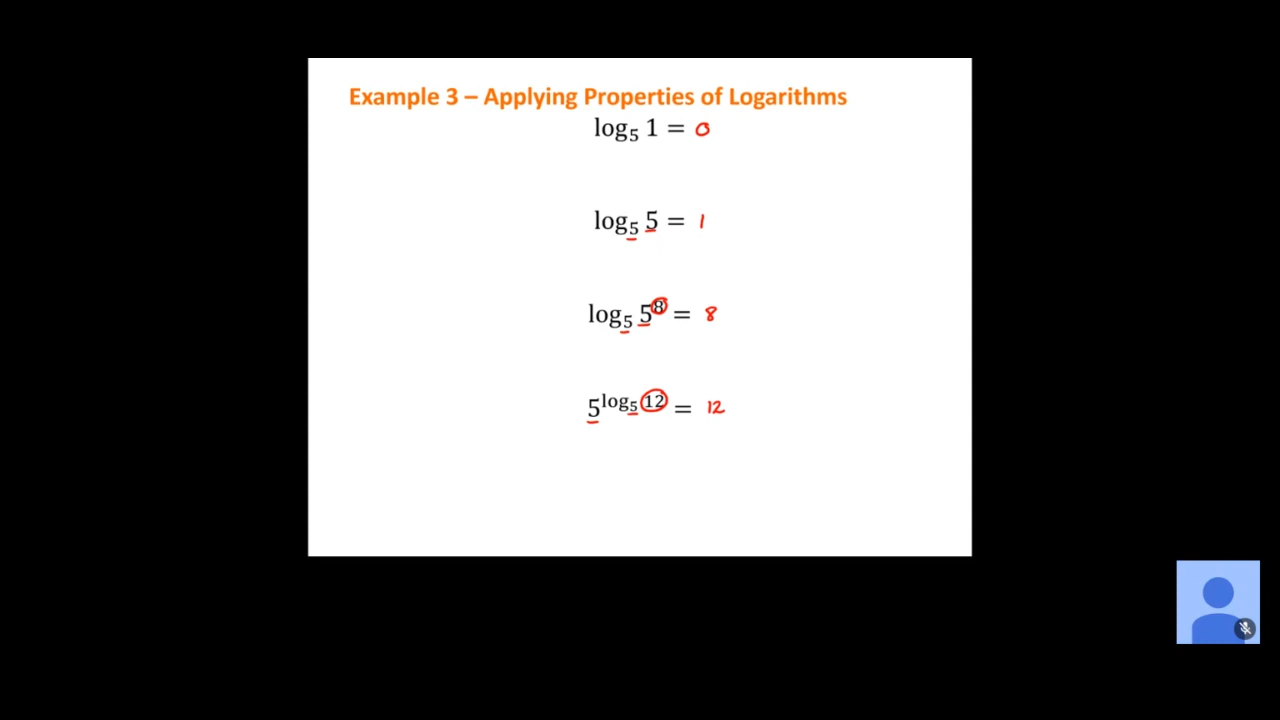 Example 3 – Applying Properties of Logarithms
log₅ 1 = 0
log₅ 5 = 1
log₅ 5⁸ = 8
5^(log₅ 12) = 12